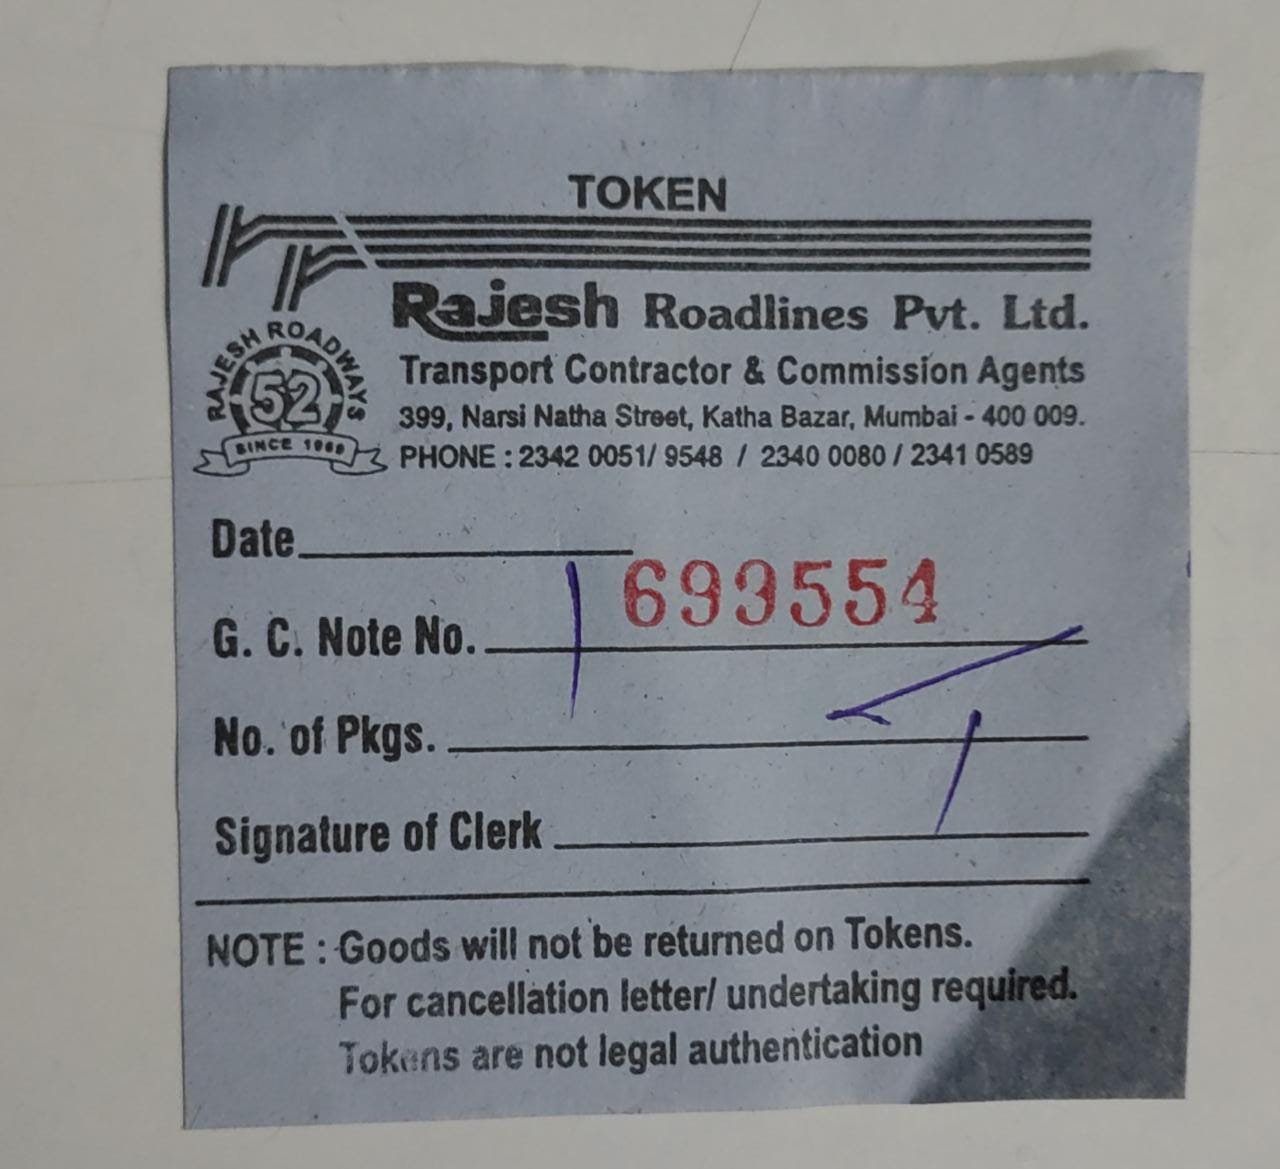 TOKEN
Rajesh Roadlines Pvt. Ltd.
RAJESH ROADWAYS
52
SINCE 1969
Transport Contractor & Commission Agents
399, Narsi Natha Street, Katha Bazar, Mumbai - 400 009.
PHONE : 2342 0051/ 9548 / 2340 0080 / 2341 0589
Date
693554
G. C. Note No.
No. of Pkgs.
Signature of Clerk
NOTE : Goods will not be returned on Tokens.
For cancellation letter/ undertaking required.
Tokens are not legal authentication